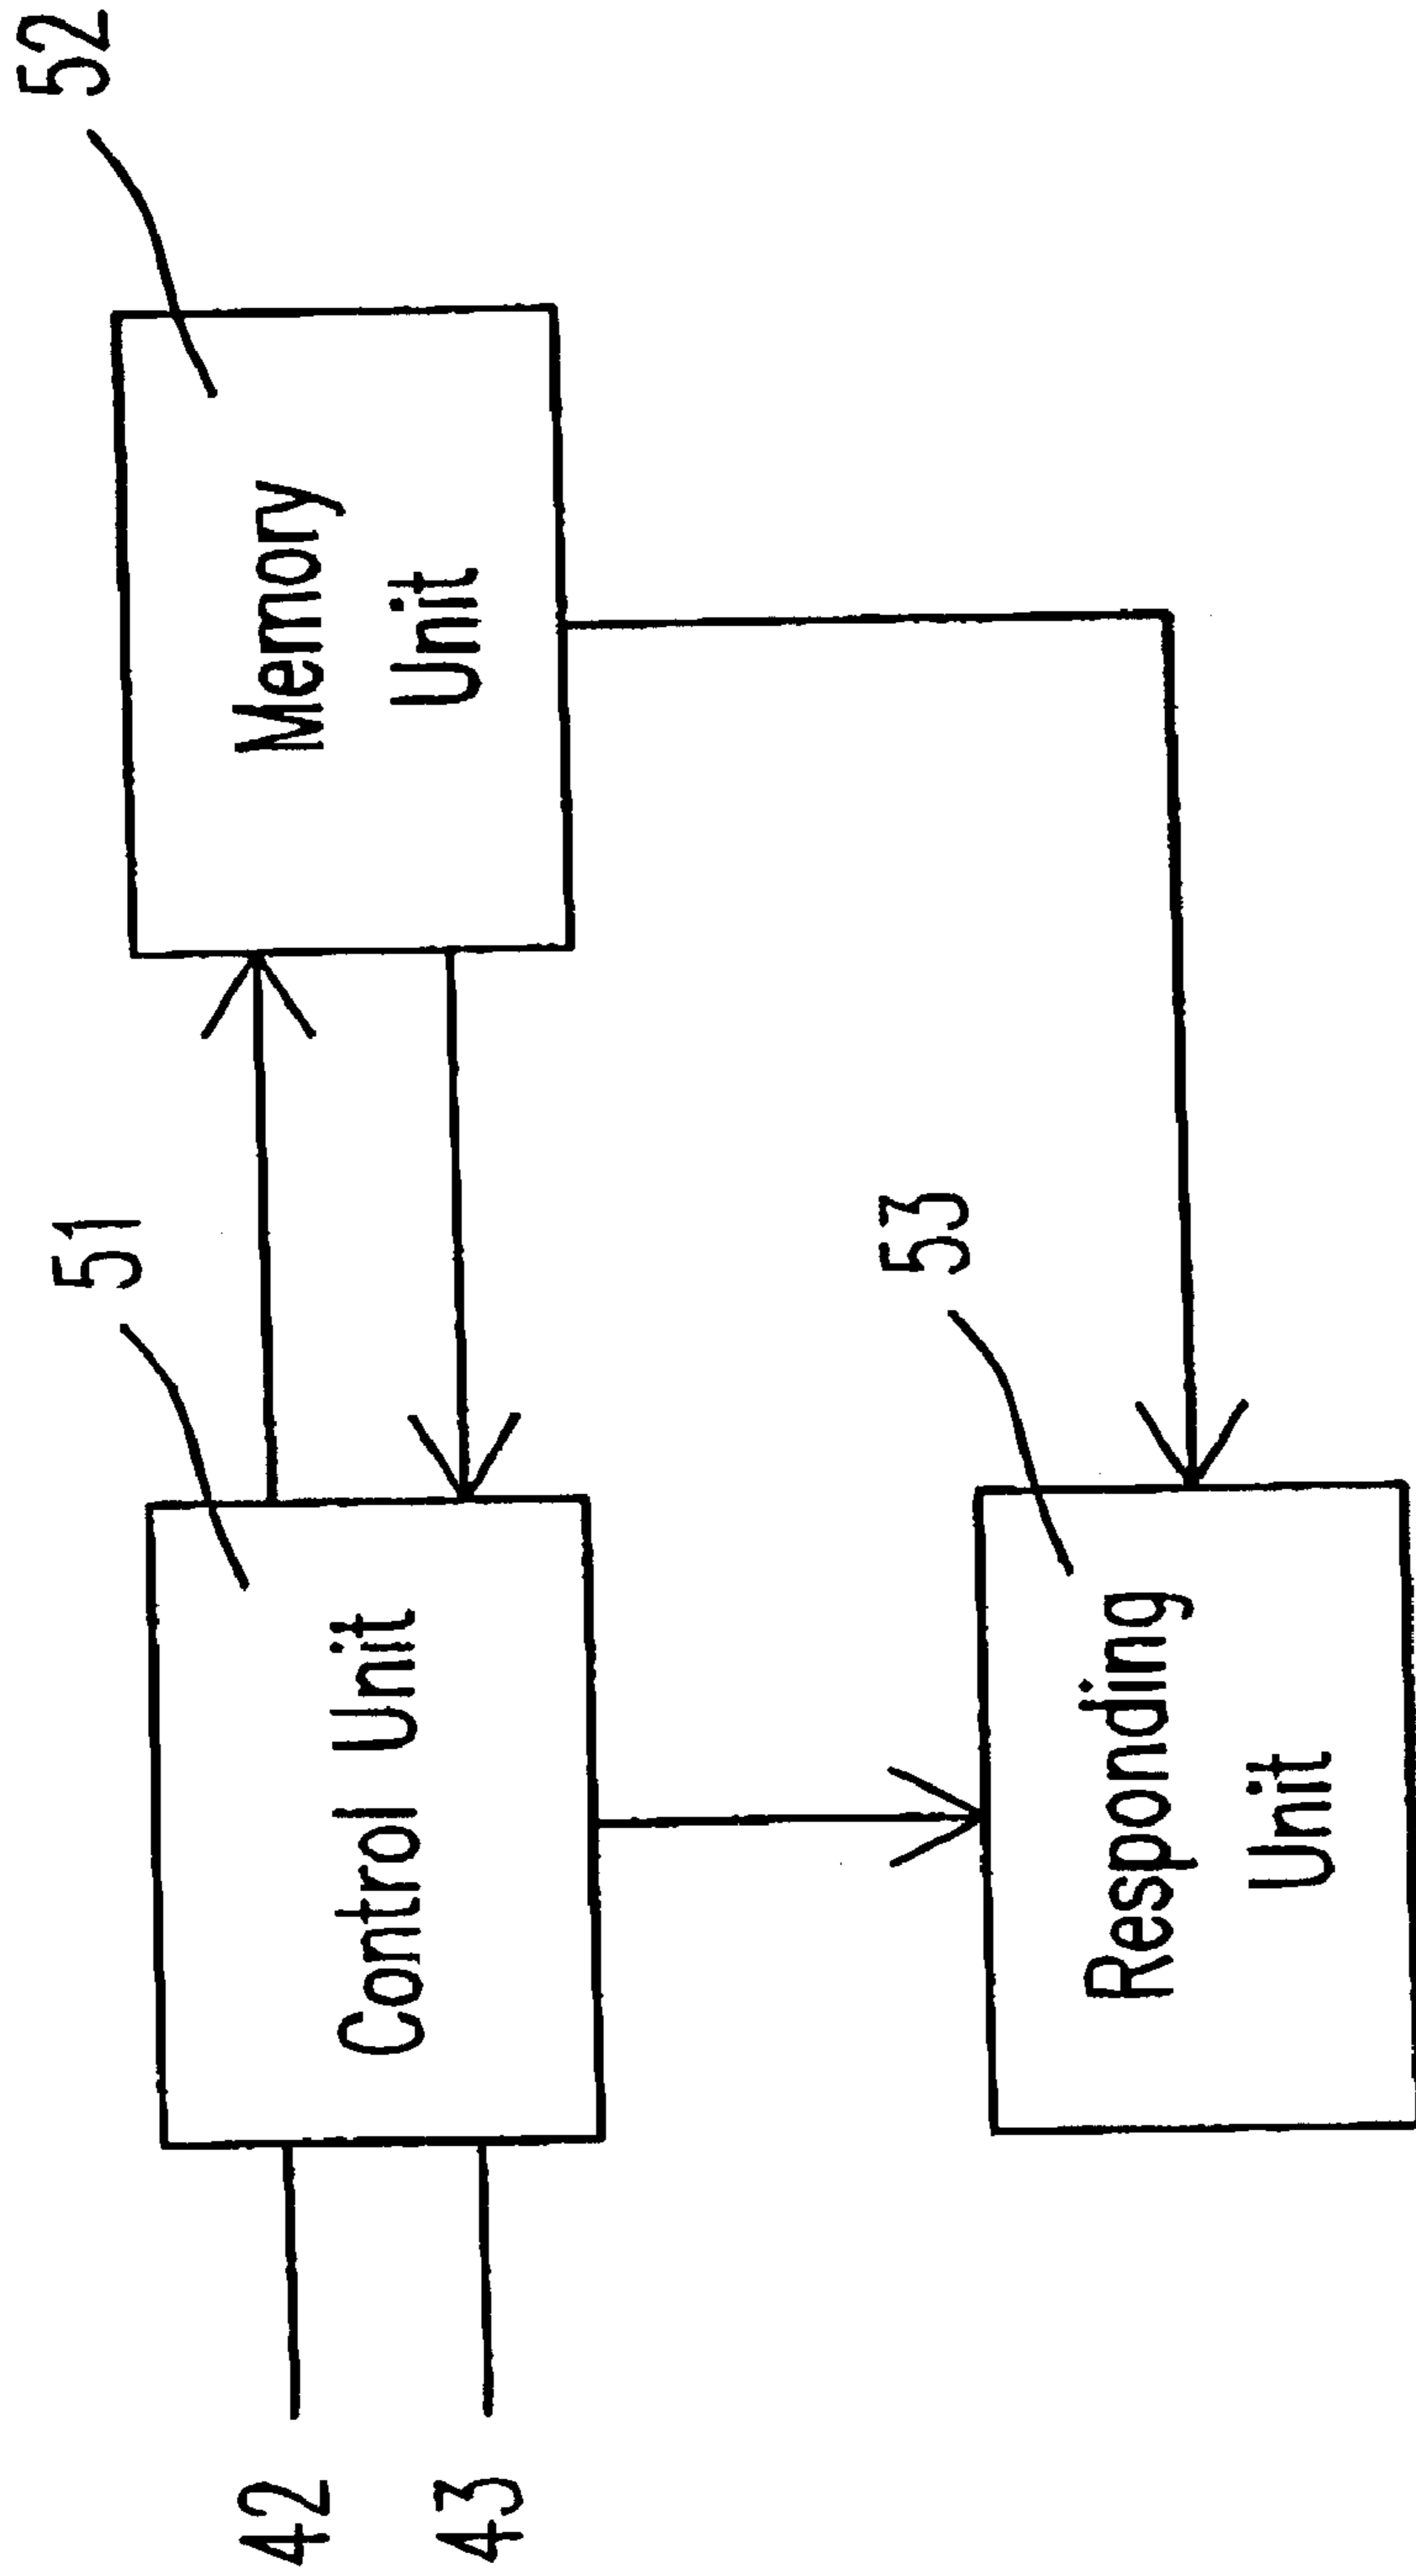 52
51
Memory
Unit
42
43
Control Unit
53
Responding
Unit